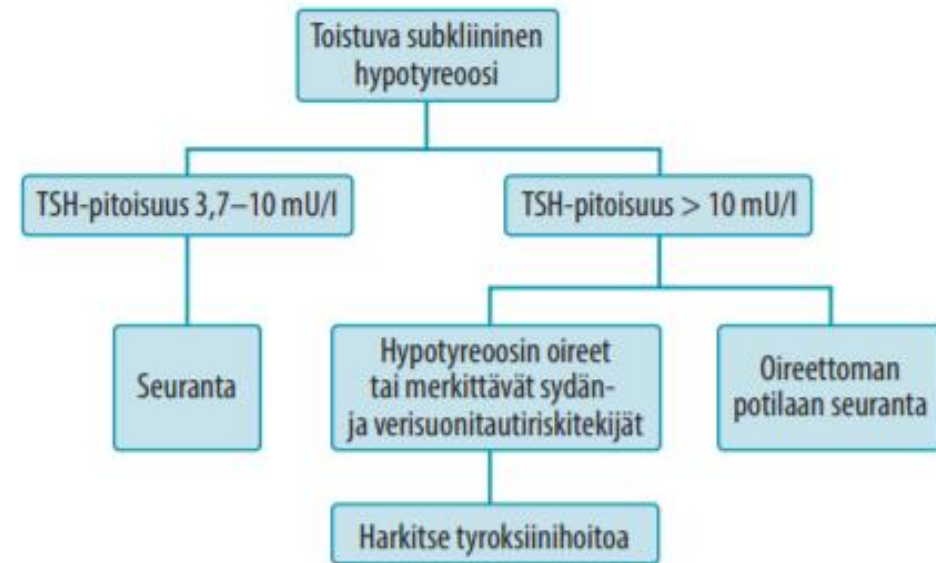 Toistuva subkliininen
hypotyreoosi
TSH-pitoisuus 3,7–10 mU/l
TSH-pitoisuus > 10 mU/l
Seuranta
Hypotyreoosin oireet
tai merkittävät sydän-
ja verisuonitautiriskitekijät
Oireettoman
potilaan seuranta
Harkitse tyroksiinihoitoa